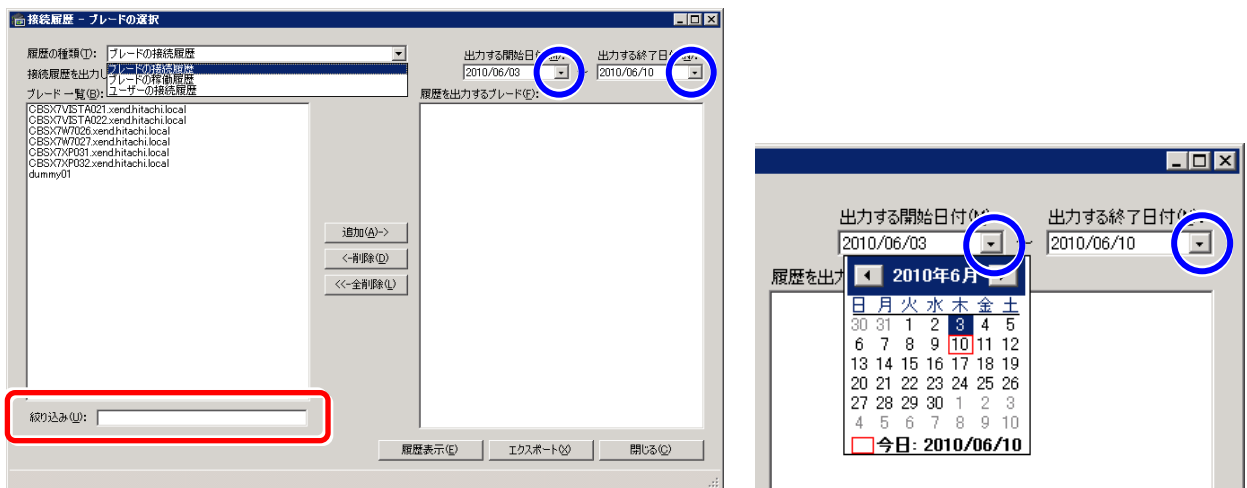 接続履歴 - ブレードの選択
履歴の種類(T): ブレードの接続履歴
ブレードの接続履歴
ブレードの稼働履歴
ユーザーの接続履歴
出力する開始日付
出力する終了日
2010/06/03 ~ 2010/06/10
接続履歴を出力し
ブレード一覧(B):
履歴を出力するブレード(F):
CBSX7VISTA021.xend.hitachi.local
CBSX7VISTA022.xend.hitachi.local
CBSX7W7026.xend.hitachi.local
CBSX7W7027.xend.hitachi.local
CBSX7XP031.xend.hitachi.local
CBSX7XP032.xend.hitachi.local
dummy01
追加(A)->
<-削除(D)
<<-全削除(L)
絞り込み(U):
履歴表示(E) エクスポート(X) 閉じる(C)
出力する開始日付(M) 出力する終了日付
2010/06/03 ~ 2010/06/10
履歴を出力
2010年6月
日 月 火 水 木 金 土
30 31 1 2 3 4 5
6 7 8 9 10 11 12
13 14 15 16 17 18 19
20 21 22 23 24 25 26
27 28 29 30 1 2 3
4 5 6 7 8 9 10
今日: 2010/06/10